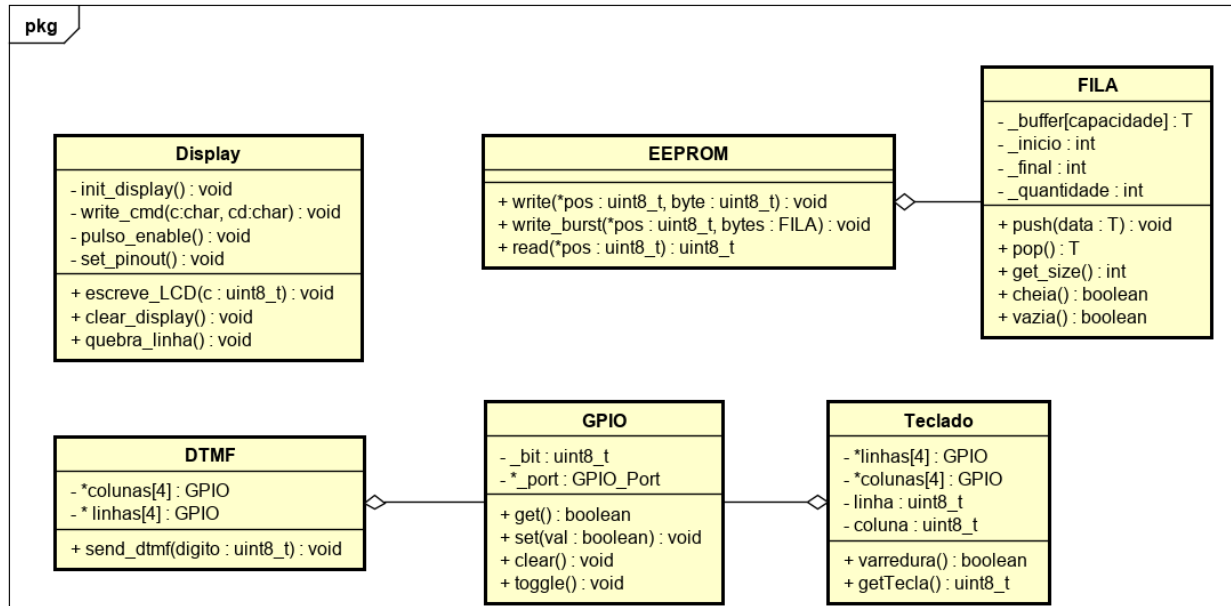 pkg
Display
- init_display() : void
- write_cmd(c:char, cd:char) : void
- pulso_enable() : void
- set_pinout() : void
+ escreve_LCD(c : uint8_t) : void
+ clear_display() : void
+ quebra_linha() : void
EEPROM
+ write(*pos : uint8_t, byte : uint8_t) : void
+ write_burst(*pos : uint8_t, bytes : FILA) : void
+ read(*pos : uint8_t) : uint8_t
FILA
- _buffer[capacidade] : T
- _inicio : int
- _final : int
- _quantidade : int
+ push(data : T) : void
+ pop() : T
+ get_size() : int
+ cheia() : boolean
+ vazia() : boolean
DTMF
- *colunas[4] : GPIO
- * linhas[4] : GPIO
+ send_dtmf(digito : uint8_t) : void
GPIO
- _bit : uint8_t
- *_port : GPIO_Port
+ get() : boolean
+ set(val : boolean) : void
+ clear() : void
+ toggle() : void
Teclado
- *linhas[4] : GPIO
- *colunas[4] : GPIO
- linha : uint8_t
- coluna : uint8_t
+ varredura() : boolean
+ getTecla() : uint8_t